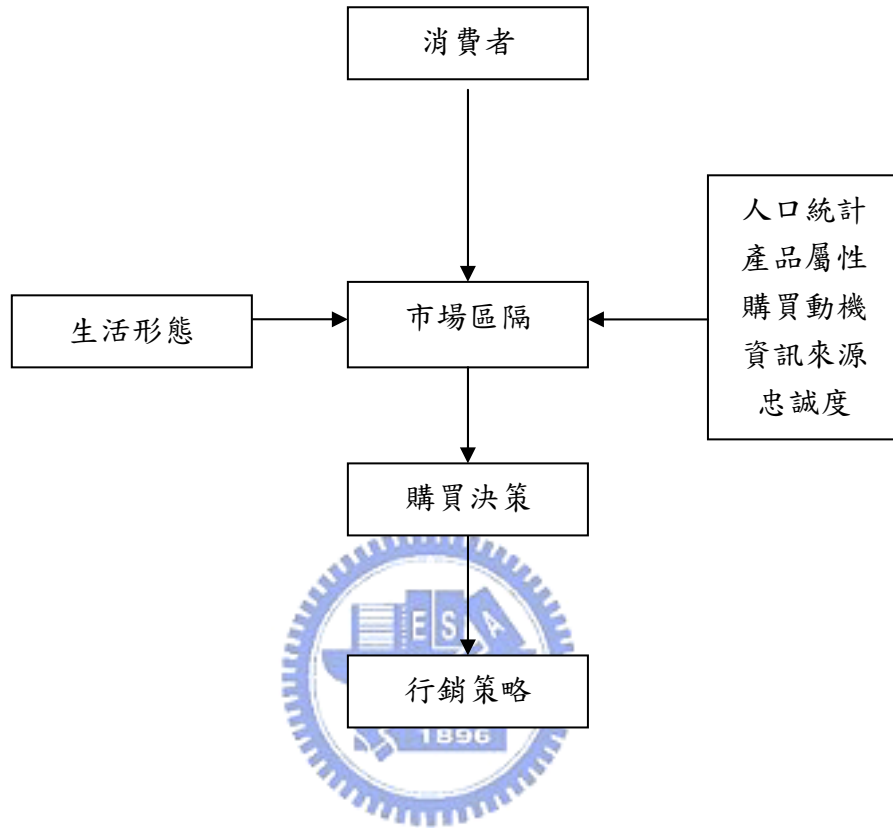 消費者
人口統計
產品屬性
購買動機
資訊來源
忠誠度
生活形態
市場區隔
購買決策
E S A
行銷策略
1896